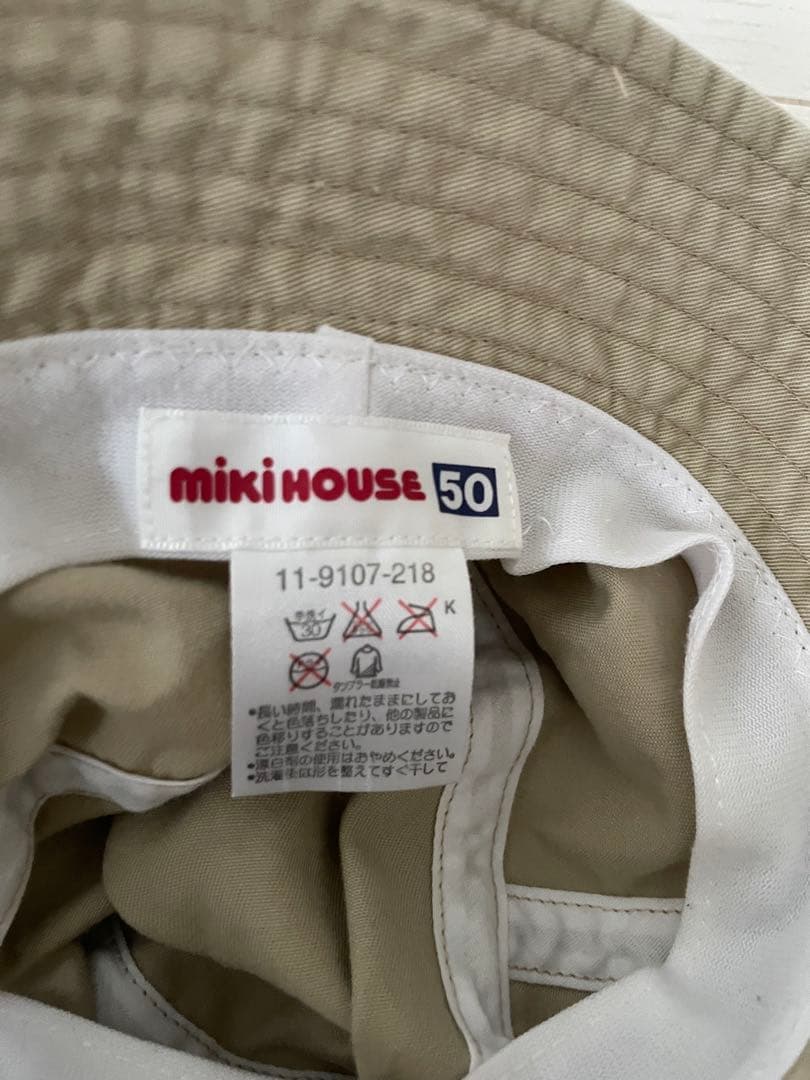 miki HOUSE 50
11-9107-218
手洗イ
30
K
タンブラー乾燥禁止
•長い時間、濡れたままにしてお
くと色落ちしたり、他の製品に
色移りすることがありますので
ご注意ください。
•漂白剤の使用はおやめください。
•洗濯後は形を整えてすぐ干して